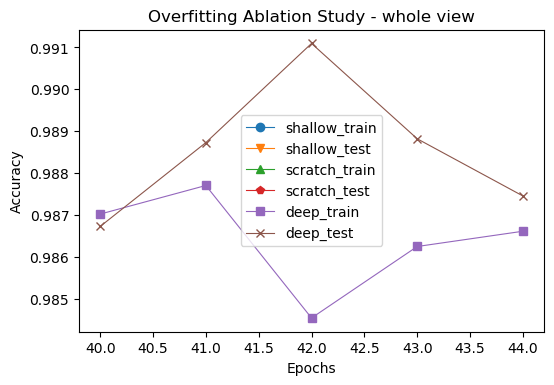 Overfitting Ablation Study - whole view
Accuracy
0.991
0.990
0.989
0.988
0.987
0.986
0.985
shallow_train
shallow_test
scratch_train
scratch_test
deep_train
deep_test
40.0 40.5 41.0 41.5 42.0 42.5 43.0 43.5 44.0
Epochs